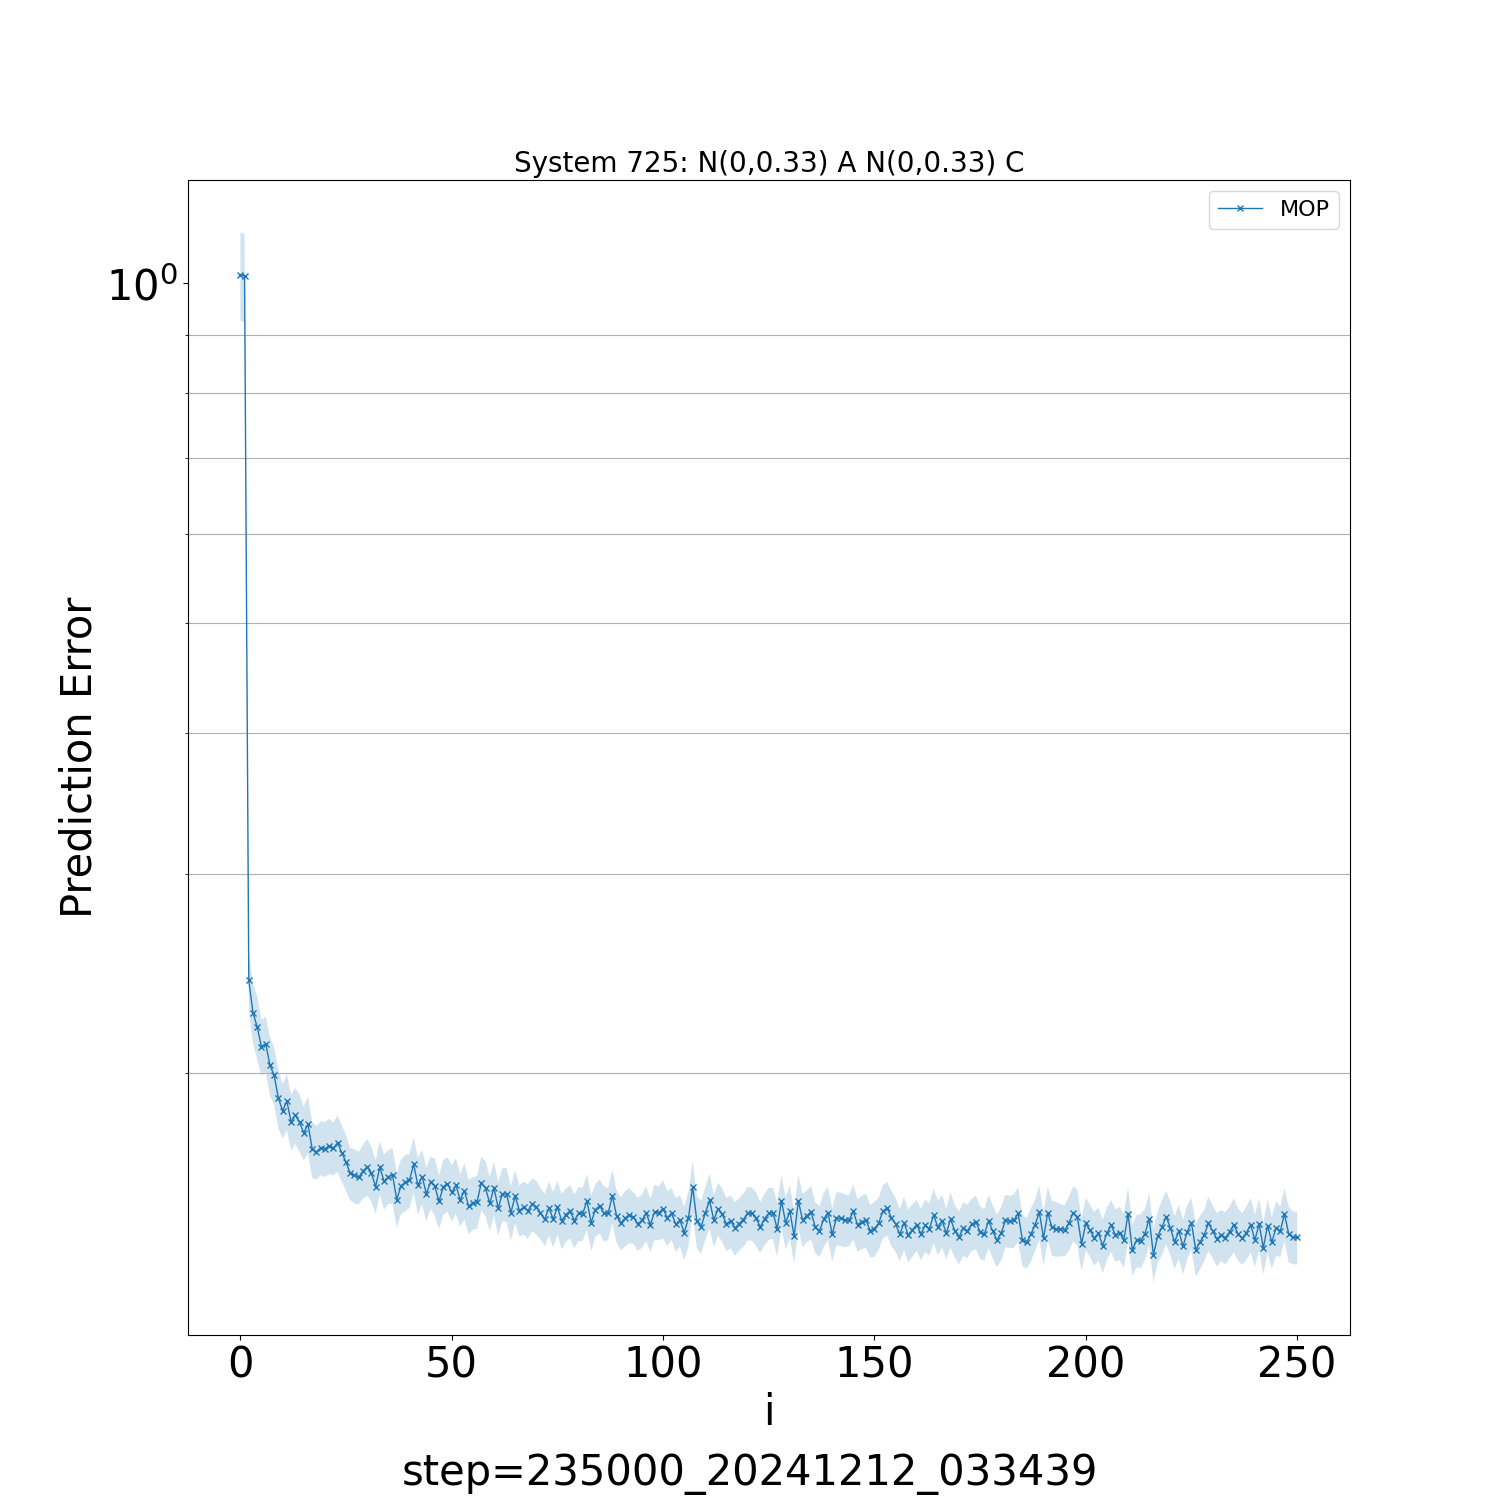 System 725: N(0,0.33) A N(0,0.33) C
MOP
10⁰
Prediction Error
0 50 100 150 200 250
i
step=235000_20241212_033439